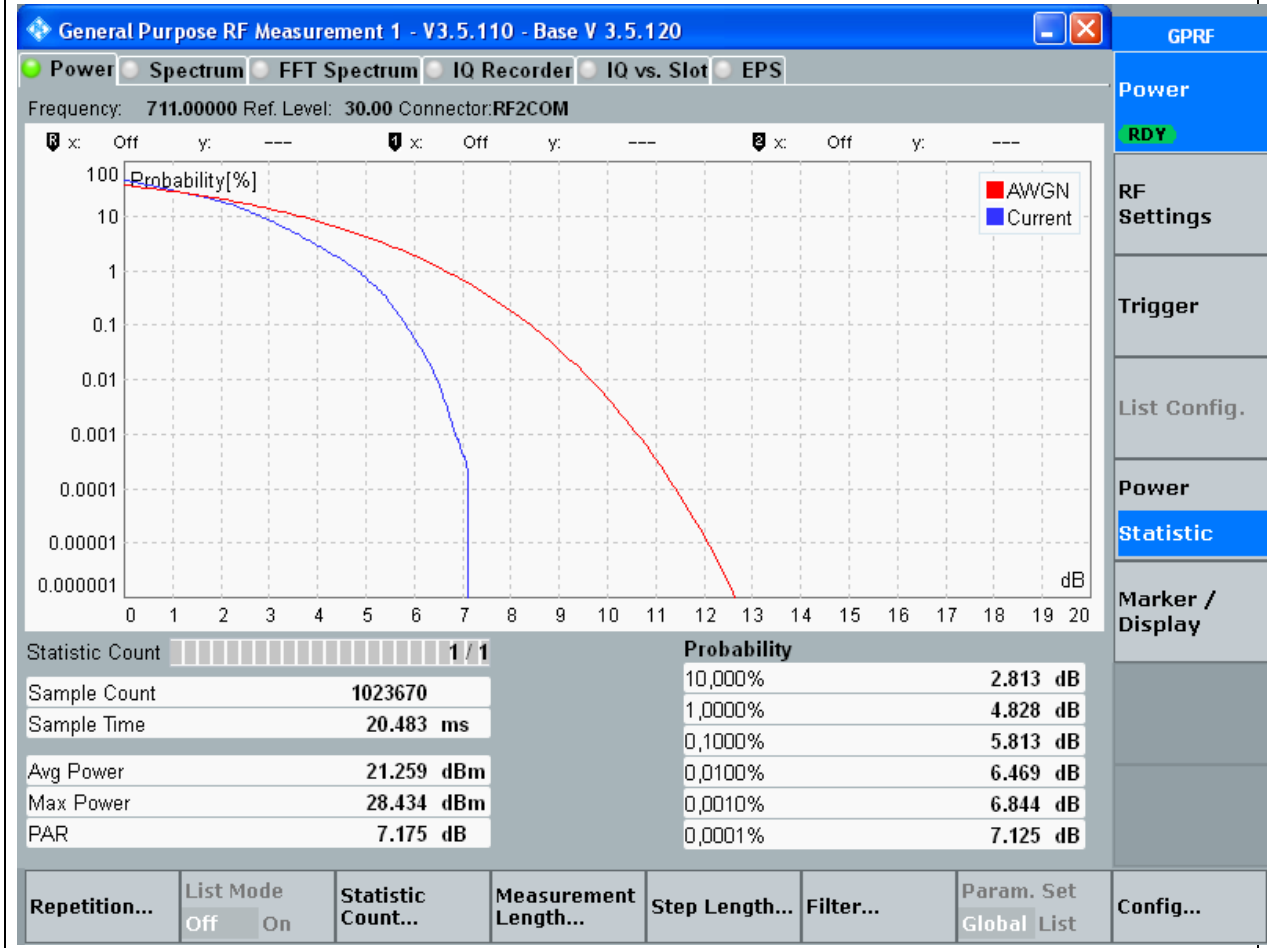 General Purpose RF Measurement 1 - V3.5.110 - Base V 3.5.120
GPRF
Power Spectrum FFT Spectrum IQ Recorder IQ vs. Slot EPS
Frequency: 711.00000 Ref. Level: 30.00 Connector:RF2COM
R x: Off y: --- 1 x: Off y: --- 2 x: Off y: ---
Probability[%]
AWGN
Current
100
10
1
0.1
0.01
0.001
0.0001
0.00001
0.000001
dB
0 1 2 3 4 5 6 7 8 9 10 11 12 13 14 15 16 17 18 19 20
Statistic Count 1 / 1
Sample Count 1023670
Sample Time 20.483 ms
Avg Power 21.259 dBm
Max Power 28.434 dBm
PAR 7.175 dB
Probability
10,000% 2.813 dB
1,0000% 4.828 dB
0,1000% 5.813 dB
0,0100% 6.469 dB
0,0010% 6.844 dB
0,0001% 7.125 dB
Power
RDY
RF
Settings
Trigger
List Config.
Power
Statistic
Marker /
Display
Repetition...
List Mode
Off On
Statistic
Count...
Measurement
Length...
Step Length...
Filter...
Param. Set
Global List
Config...